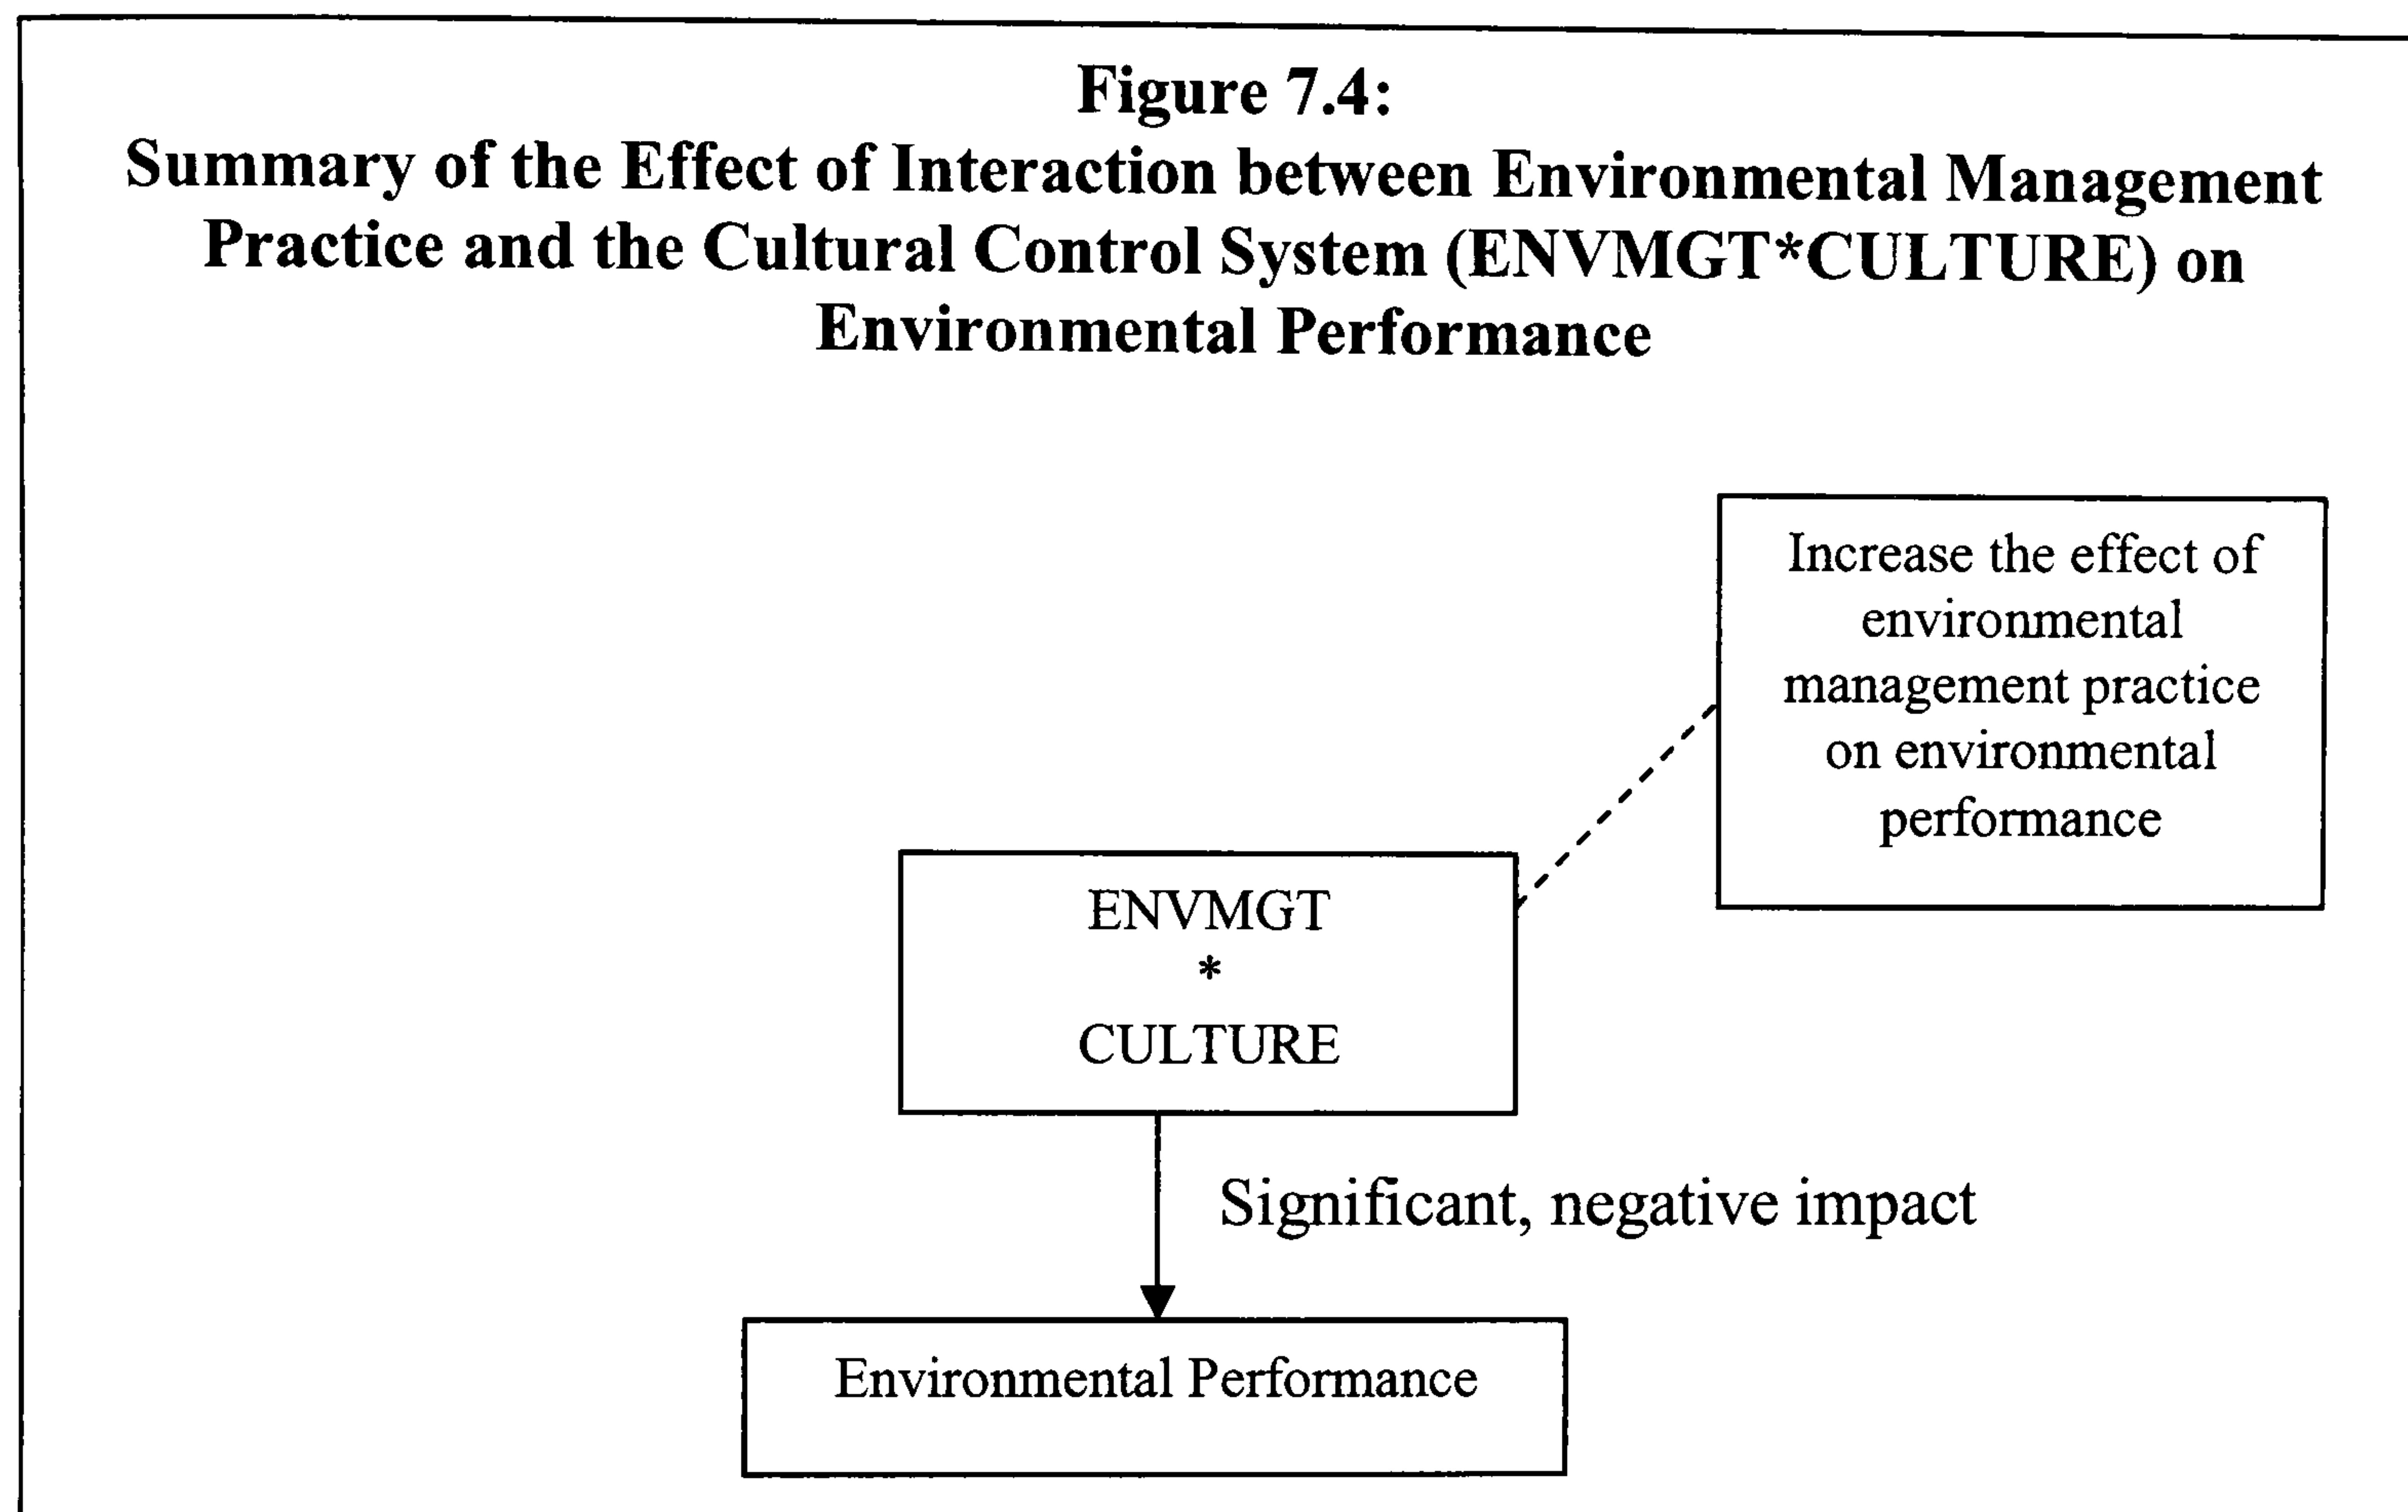 Figure 7.4:
Summary of the Effect of Interaction between Environmental Management
Practice and the Cultural Control System (ENVMGT*CULTURE) on
Environmental Performance
Increase the effect of
environmental
management practice
on environmental
performance
ENVMGT
*
CULTURE
Significant, negative impact
Environmental Performance